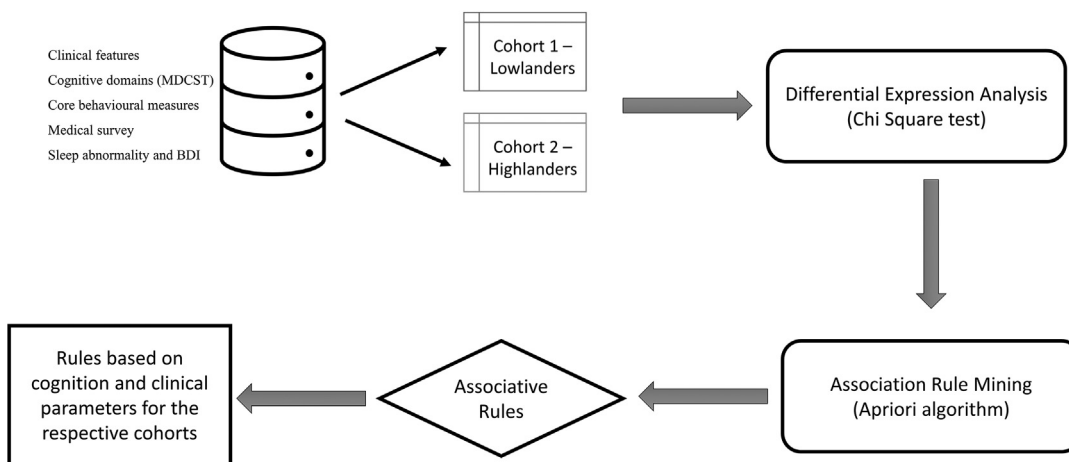 Clinical features
Cognitive domains (MDCST)
Core behavioural measures
Medical survey
Sleep abnormality and BDI
Cohort 1 –
Lowlanders
Cohort 2 –
Highlanders
Differential Expression Analysis
(Chi Square test)
Association Rule Mining
(Apriori algorithm)
Associative
Rules
Rules based on
cognition and clinical
parameters for the
respective cohorts